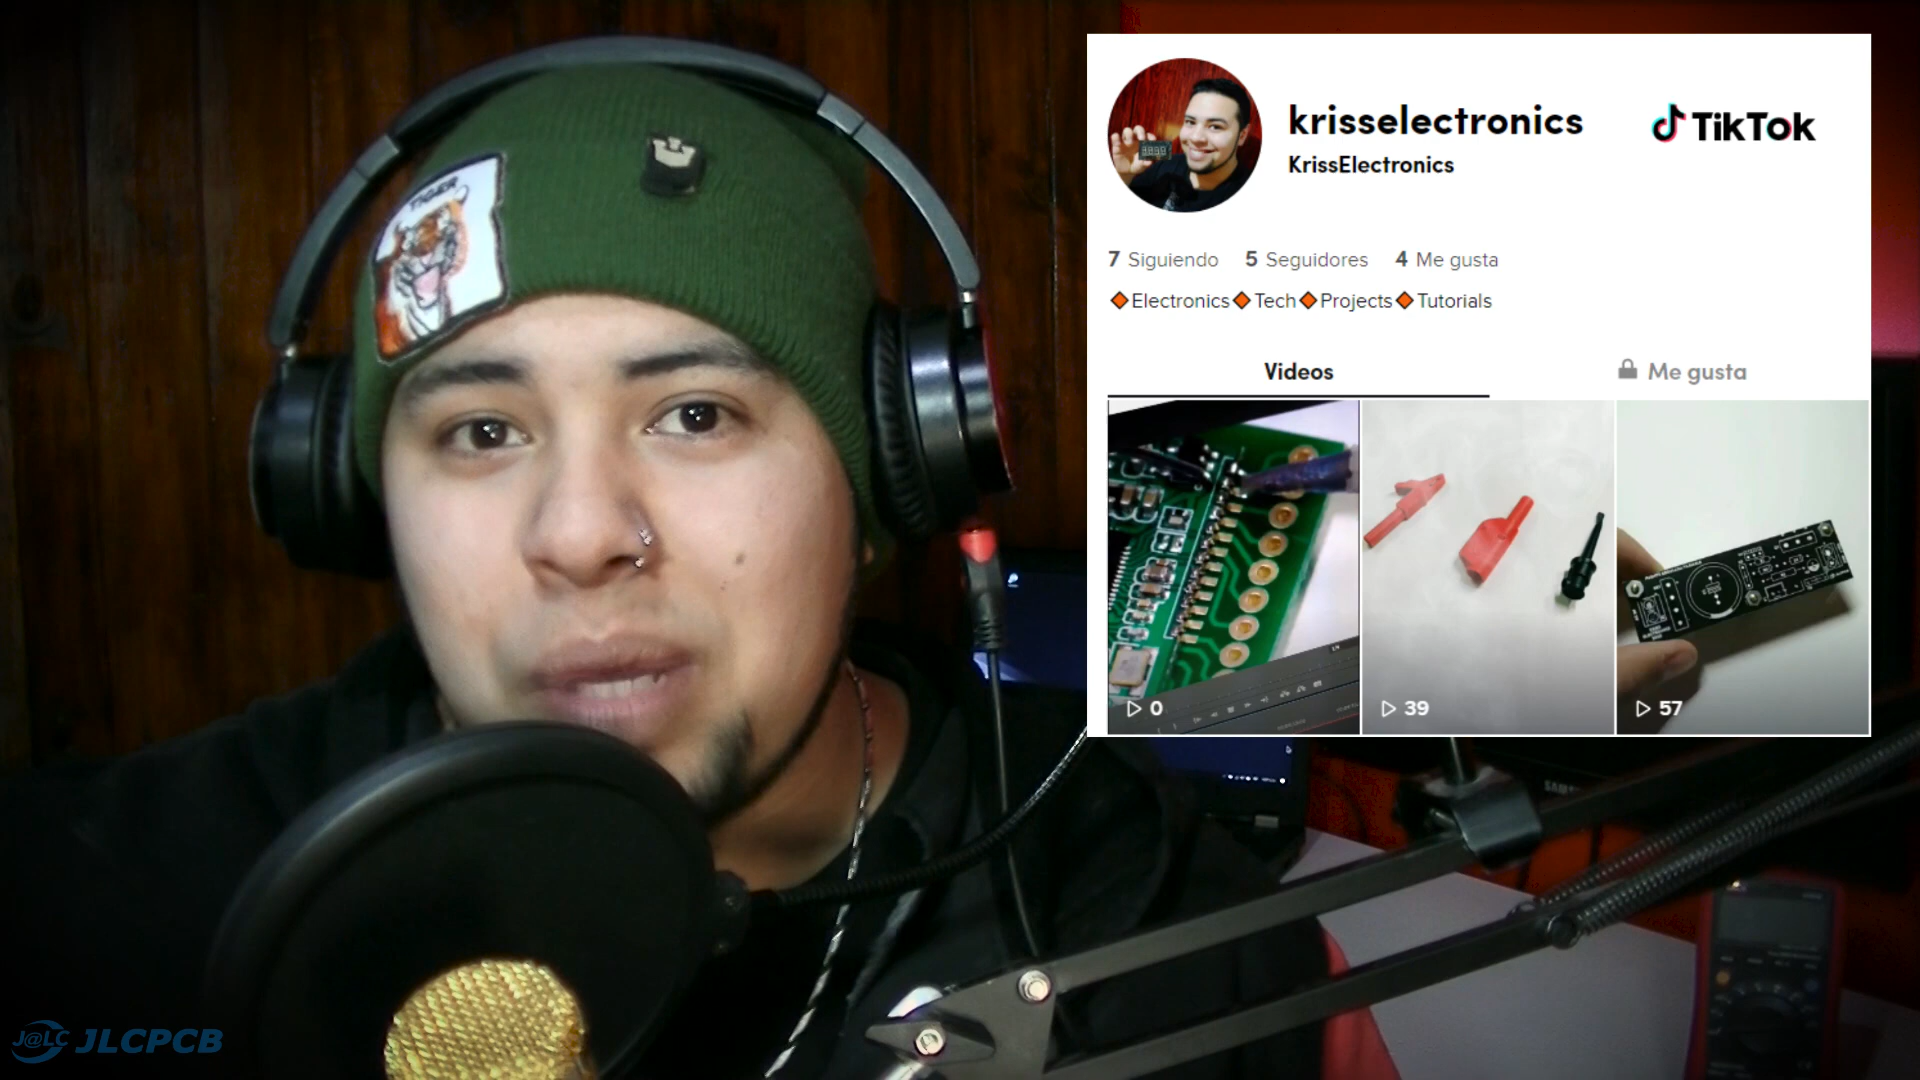 TIGER
krisselectronics
TikTok
KrissElectronics
7 Siguiendo 5 Seguidores 4 Me gusta
Electronics Tech Projects Tutorials
Videos
Me gusta
0
39
57
J@LC JLCPCB